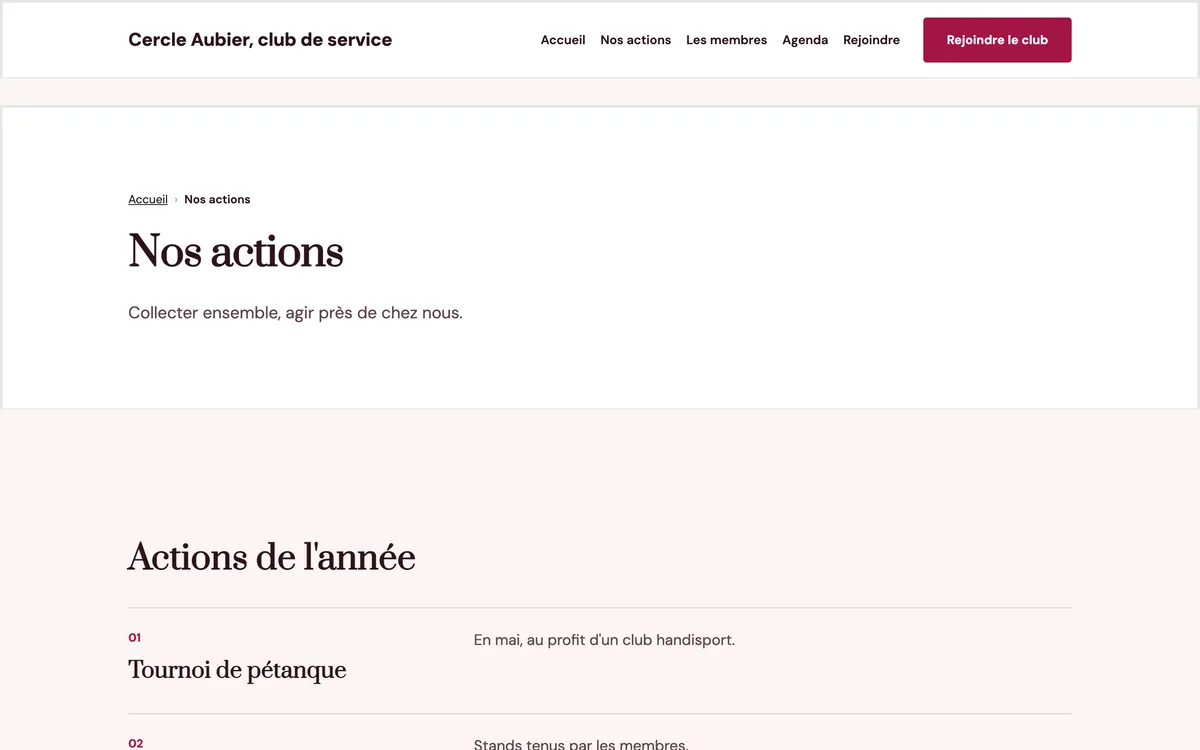 Cercle Aubier, club de service
Accueil Nos actions Les membres Agenda Rejoindre Rejoindre le club
Accueil › Nos actions
Nos actions
Collecter ensemble, agir près de chez nous.
Actions de l'année
01
En mai, au profit d'un club handisport.
Tournoi de pétanque
02
Stands tenus par les membres.